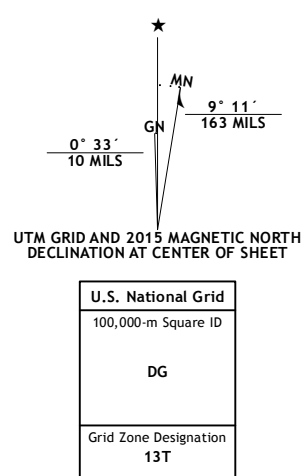 MN
GN
9° 11´
163 MILS
0° 33´
10 MILS
UTM GRID AND 2015 MAGNETIC NORTH
DECLINATION AT CENTER OF SHEET
U.S. National Grid
100,000-m Square ID
DG
Grid Zone Designation
13T